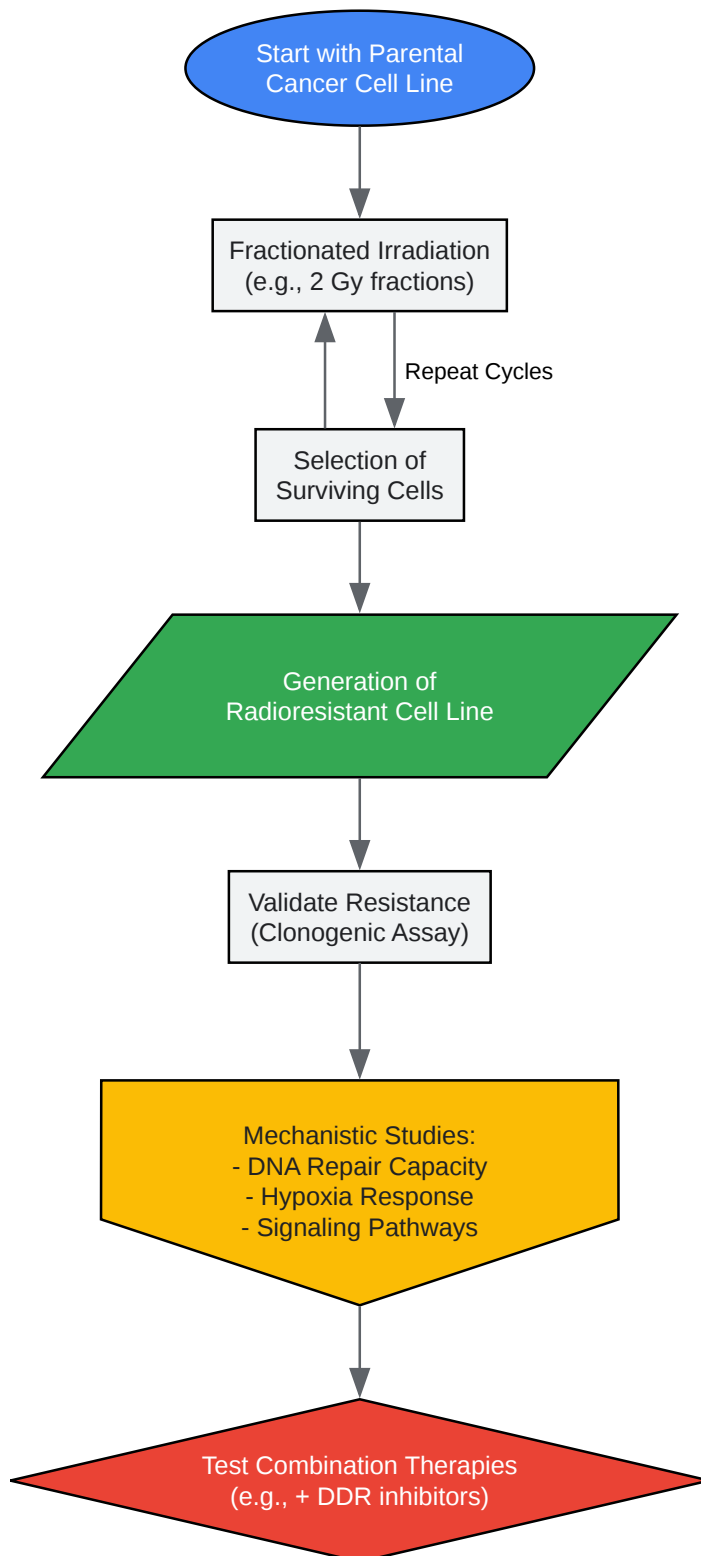 Start with Parental
Cancer Cell Line
Fractionated Irradiation
(e.g., 2 Gy fractions)
Repeat Cycles
Selection of
Surviving Cells
Generation of
Radioresistant Cell Line
Validate Resistance
(Clonogenic Assay)
Mechanistic Studies:
- DNA Repair Capacity
- Hypoxia Response
- Signaling Pathways
Test Combination Therapies
(e.g., + DDR inhibitors)